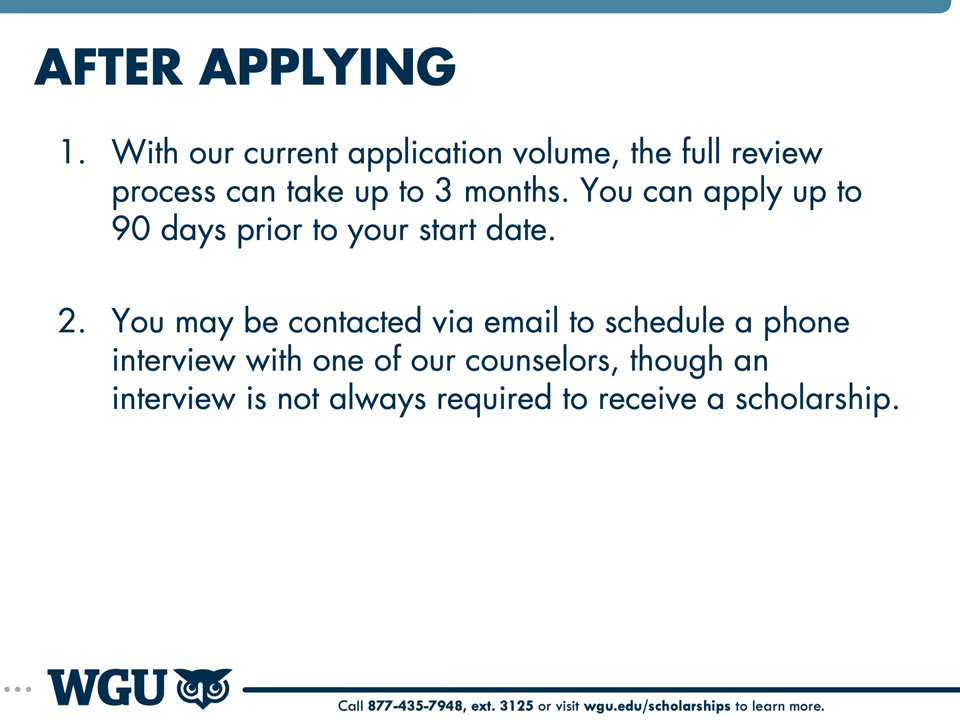 AFTER APPLYING
1. With our current application volume, the full review
process can take up to 3 months. You can apply up to
90 days prior to your start date.
2. You may be contacted via email to schedule a phone
interview with one of our counselors, though an
interview is not always required to receive a scholarship.
WGU
Call 877-435-7948, ext. 3125 or visit wgu.edu/scholarships to learn more.